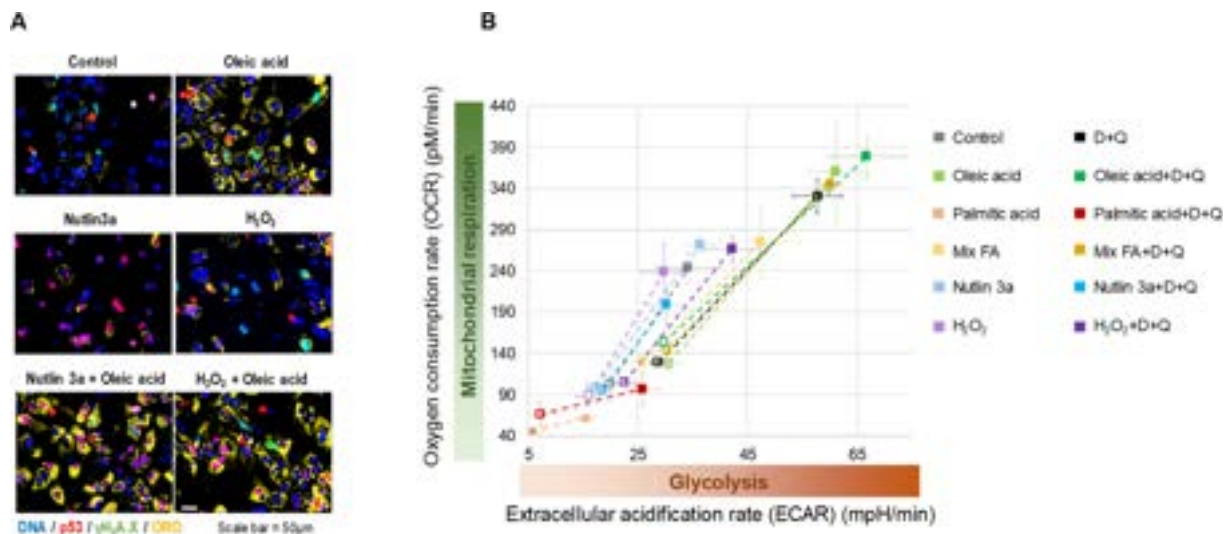 A
B
Control
Oleic acid
Nutlin3a
H₂O₂
Nutlin 3a + Oleic acid
H₂O₂ + Oleic acid
DNA / p53 / γH₂A.X / ORO
Scale bar = 50μm
Oxygen consumption rate (OCR) (pM/min)
Mitochondrial respiration
440
390
340
290
240
190
140
90
40
5
25
45
65
Glycolysis
Extracellular acidification rate (ECAR) (mpH/min)
Control
D+Q
Oleic acid
Oleic acid+D+Q
Palmitic acid
Palmitic acid+D+Q
Mix FA
Mix FA+D+Q
Nutlin 3a
Nutlin 3a+D+Q
H₂O₂
H₂O₂+D+Q